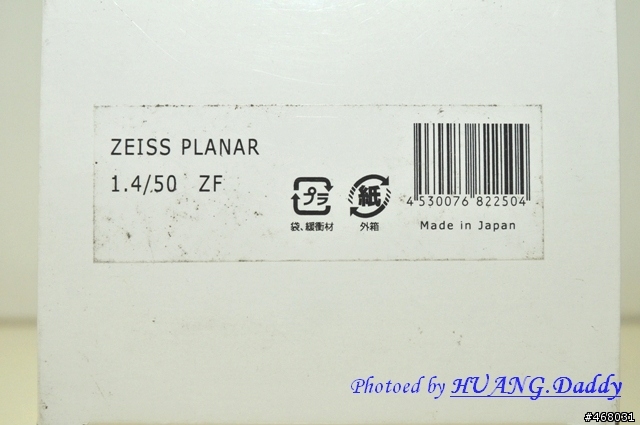 ZEISS PLANAR
1.4/50 ZF
プラ
袋、緩衝材
紙
外箱
4 530076 822504
Made in Japan
Photoed by HUANG.Daddy
#468031